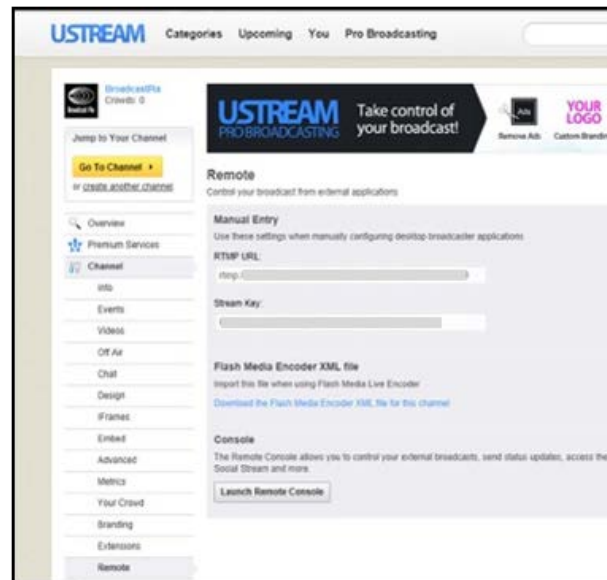 USTREAM Categories Upcoming You Pro Broadcasting
BroadcastPix
Crowds: 0
Jump to Your Channel
Go To Channel
or create another channel
Overview
Premium Services
Channel
Info
Events
Videos
Off Air
Chat
Design
IFrames
Embed
Advanced
Metrics
Your Crowd
Branding
Extensions
Remote
USTREAM
PRO BROADCASTING
Take control of
your broadcast!
Ads
Remove Ads
YOUR
LOGO
Custom Brandin
Remote
Control your broadcast from external applications
Manual Entry
Use these settings when manually configuring desktop broadcaster applications
RTMP URL:
rtmp:/
Stream Key:
Flash Media Encoder XML file
Import this file when using Flash Media Live Encoder
Download the Flash Media Encoder XML file for this channel
Console
The Remote Console allows you to control your external broadcasts, send status updates, access the
Social Stream and more.
Launch Remote Console